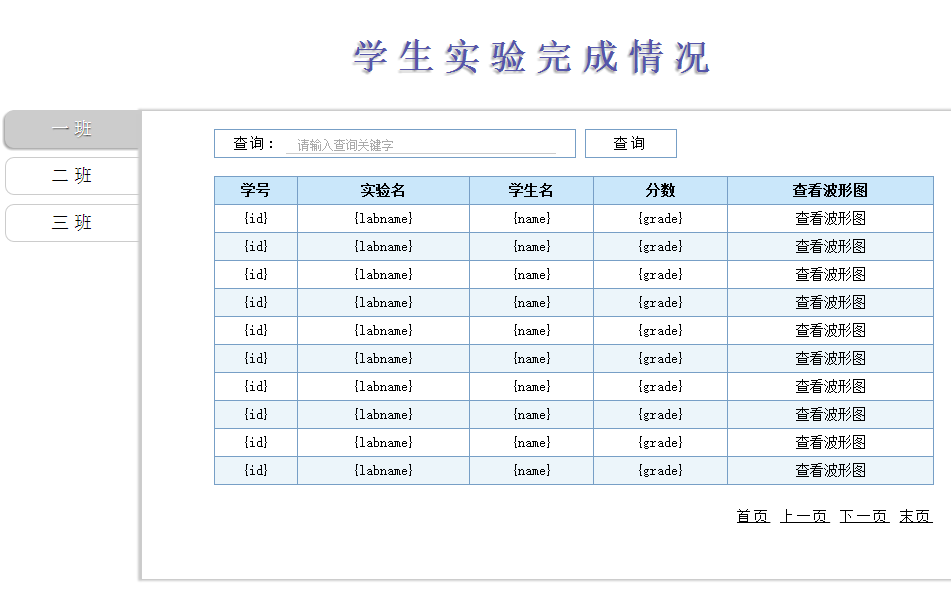 学生实验完成情况
一班
二班
三班
查询： 请输入查询关键字 查询
学号 实验名 学生名 分数 查看波形图
{id} {labname} {name} {grade} 查看波形图
{id} {labname} {name} {grade} 查看波形图
{id} {labname} {name} {grade} 查看波形图
{id} {labname} {name} {grade} 查看波形图
{id} {labname} {name} {grade} 查看波形图
{id} {labname} {name} {grade} 查看波形图
{id} {labname} {name} {grade} 查看波形图
{id} {labname} {name} {grade} 查看波形图
{id} {labname} {name} {grade} 查看波形图
{id} {labname} {name} {grade} 查看波形图
首页 上一页 下一页 末页